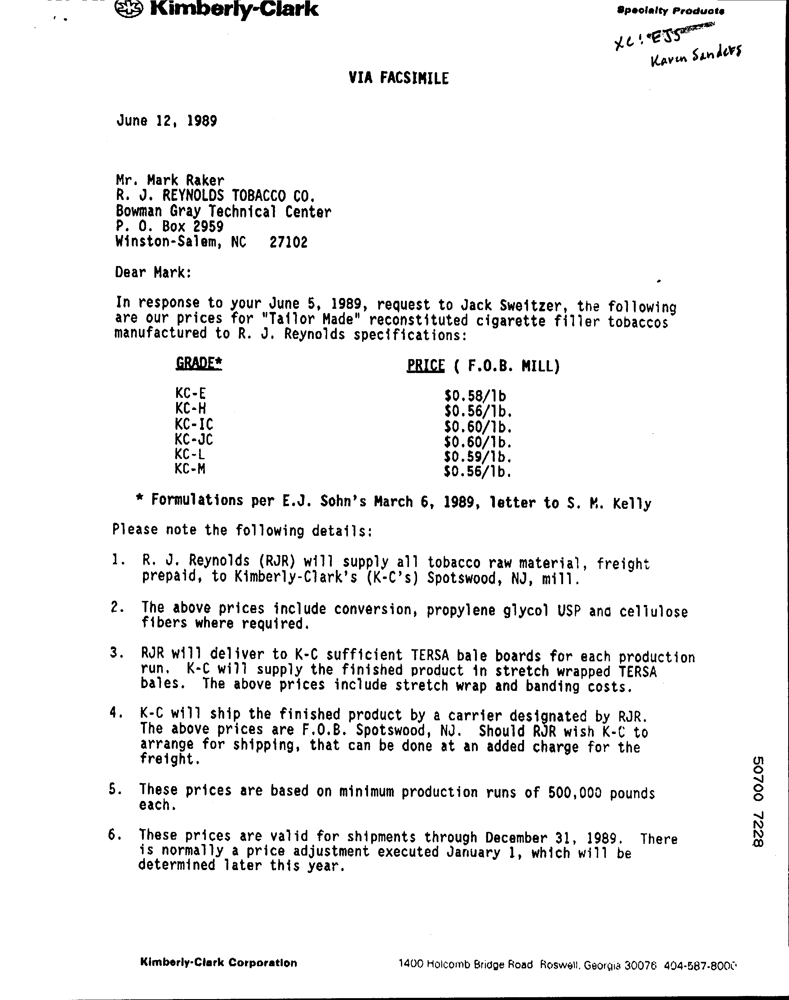 Kimberly-Clark
Specialty Products
XC: EJS
Karen Sanders
VIA FACSIMILE
June 12, 1989
Mr. Mark Raker
R. J. REYNOLDS TOBACCO CO.
Bowman Gray Technical Center
P. O. Box 2959
Winston-Salem, NC 27102
Dear Mark:
In response to your June 5, 1989, request to Jack Sweitzer, the following
are our prices for "Tailor Made" reconstituted cigarette filler tobaccos
manufactured to R. J. Reynolds specifications:
GRADE* PRICE ( F.O.B. MILL)
KC-E $0.58/lb
KC-H $0.56/lb.
KC-IC $0.60/lb.
KC-JC $0.60/lb.
KC-L $0.59/lb.
KC-M $0.56/lb.
* Formulations per E.J. Sohn's March 6, 1989, letter to S. M. Kelly
Please note the following details:
1. R. J. Reynolds (RJR) will supply all tobacco raw material, freight
prepaid, to Kimberly-Clark's (K-C's) Spotswood, NJ, mill.
2. The above prices include conversion, propylene glycol USP and cellulose
fibers where required.
3. RJR will deliver to K-C sufficient TERSA bale boards for each production
run. K-C will supply the finished product in stretch wrapped TERSA
bales. The above prices include stretch wrap and banding costs.
4. K-C will ship the finished product by a carrier designated by RJR.
The above prices are F.O.B. Spotswood, NJ. Should RJR wish K-C to
arrange for shipping, that can be done at an added charge for the
freight.
5. These prices are based on minimum production runs of 500,000 pounds
each.
6. These prices are valid for shipments through December 31, 1989. There
is normally a price adjustment executed January 1, which will be
determined later this year.
50700 7228
Kimberly-Clark Corporation 1400 Holcomb Bridge Road Roswell, Georgia 30076 404-587-8000